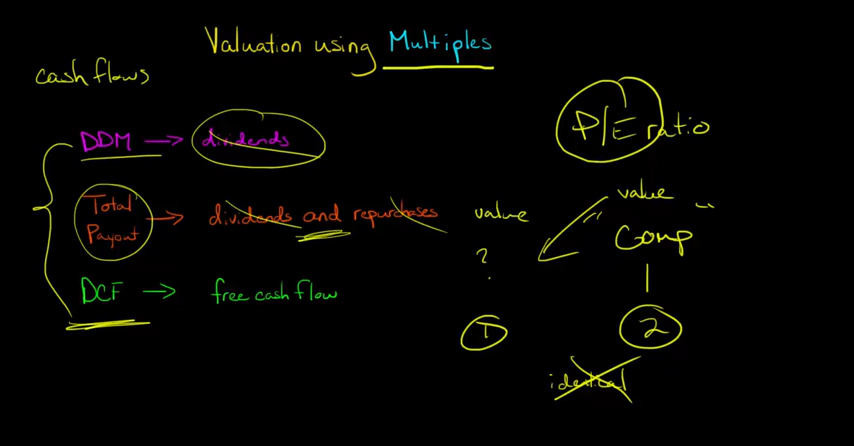 Valuation using Multiples
cash flows
DDM → dividends
P/E ratio
Total Payout → dividends and repurchases
value
?
1
value
Comp
2
identical
DCF → free cash flow